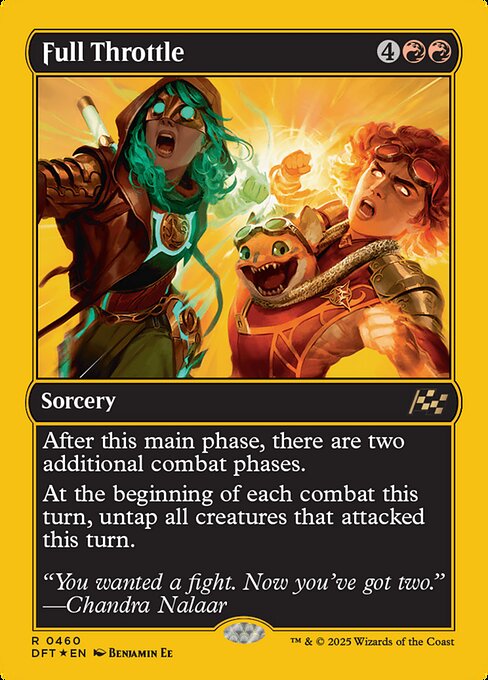 Full Throttle 4
Sorcery
After this main phase, there are two
additional combat phases.
At the beginning of each combat this
turn, untap all creatures that attacked
this turn.
“You wanted a fight. Now you’ve got two.”
—Chandra Nalaar
R 0460
DFT★EN Benjamin Ee
™ & © 2025 Wizards of the Coast